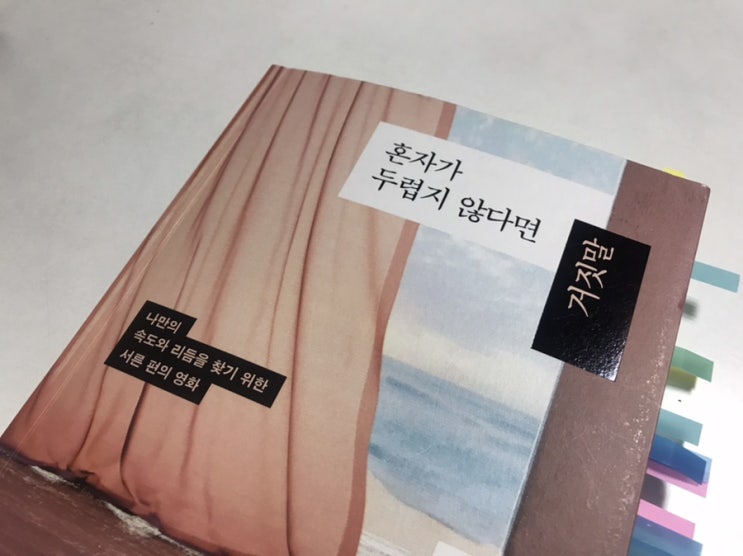 혼자가
두렵지 않다면
거짓말
나만의
속도와 리듬을 찾기 위한
서른 편의 영화